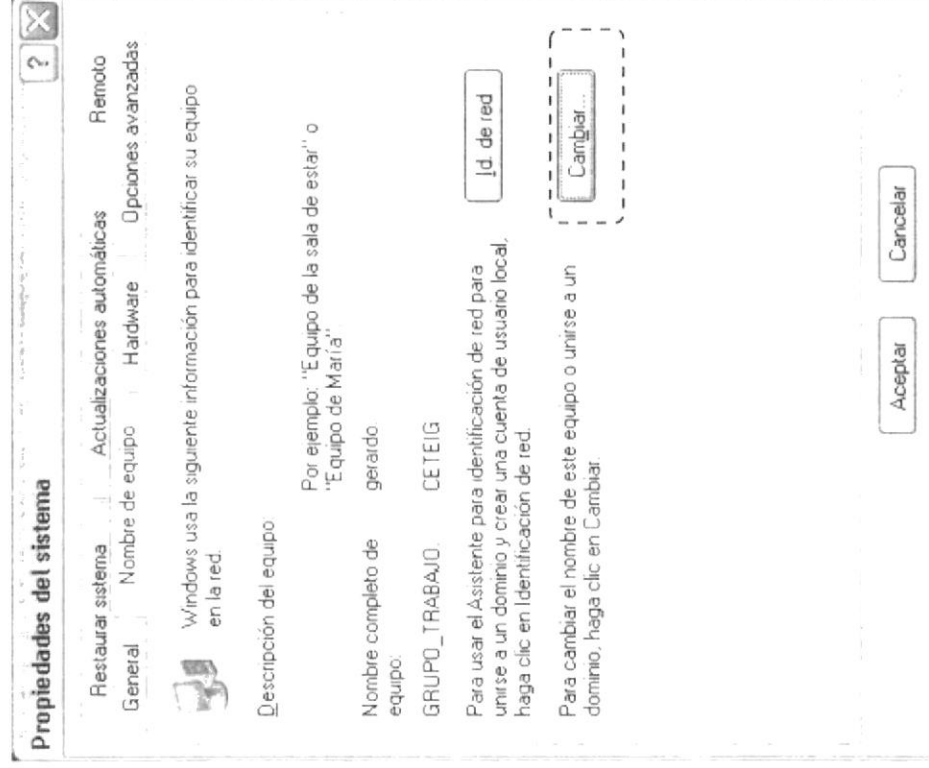 Propiedades del sistema
Restaurar sistema Actualizaciones automáticas Remoto
General Nombre de equipo Hardware Opciones avanzadas
Windows usa la siguiente información para identificar su equipo
en la red.
Descripción del equipo:
Por ejemplo: "Equipo de la sala de estar" o
"Equipo de María".
Nombre completo de
equipo:
gerardo.
GRUPO_TRABAJO: CETEIG
Para usar el Asistente para identificación de red para
unirse a un dominio y crear una cuenta de usuario local,
haga clic en Identificación de red.
Id. de red
Para cambiar el nombre de este equipo o unirse a un
dominio, haga clic en Cambiar.
Cambiar...
Aceptar Cancelar